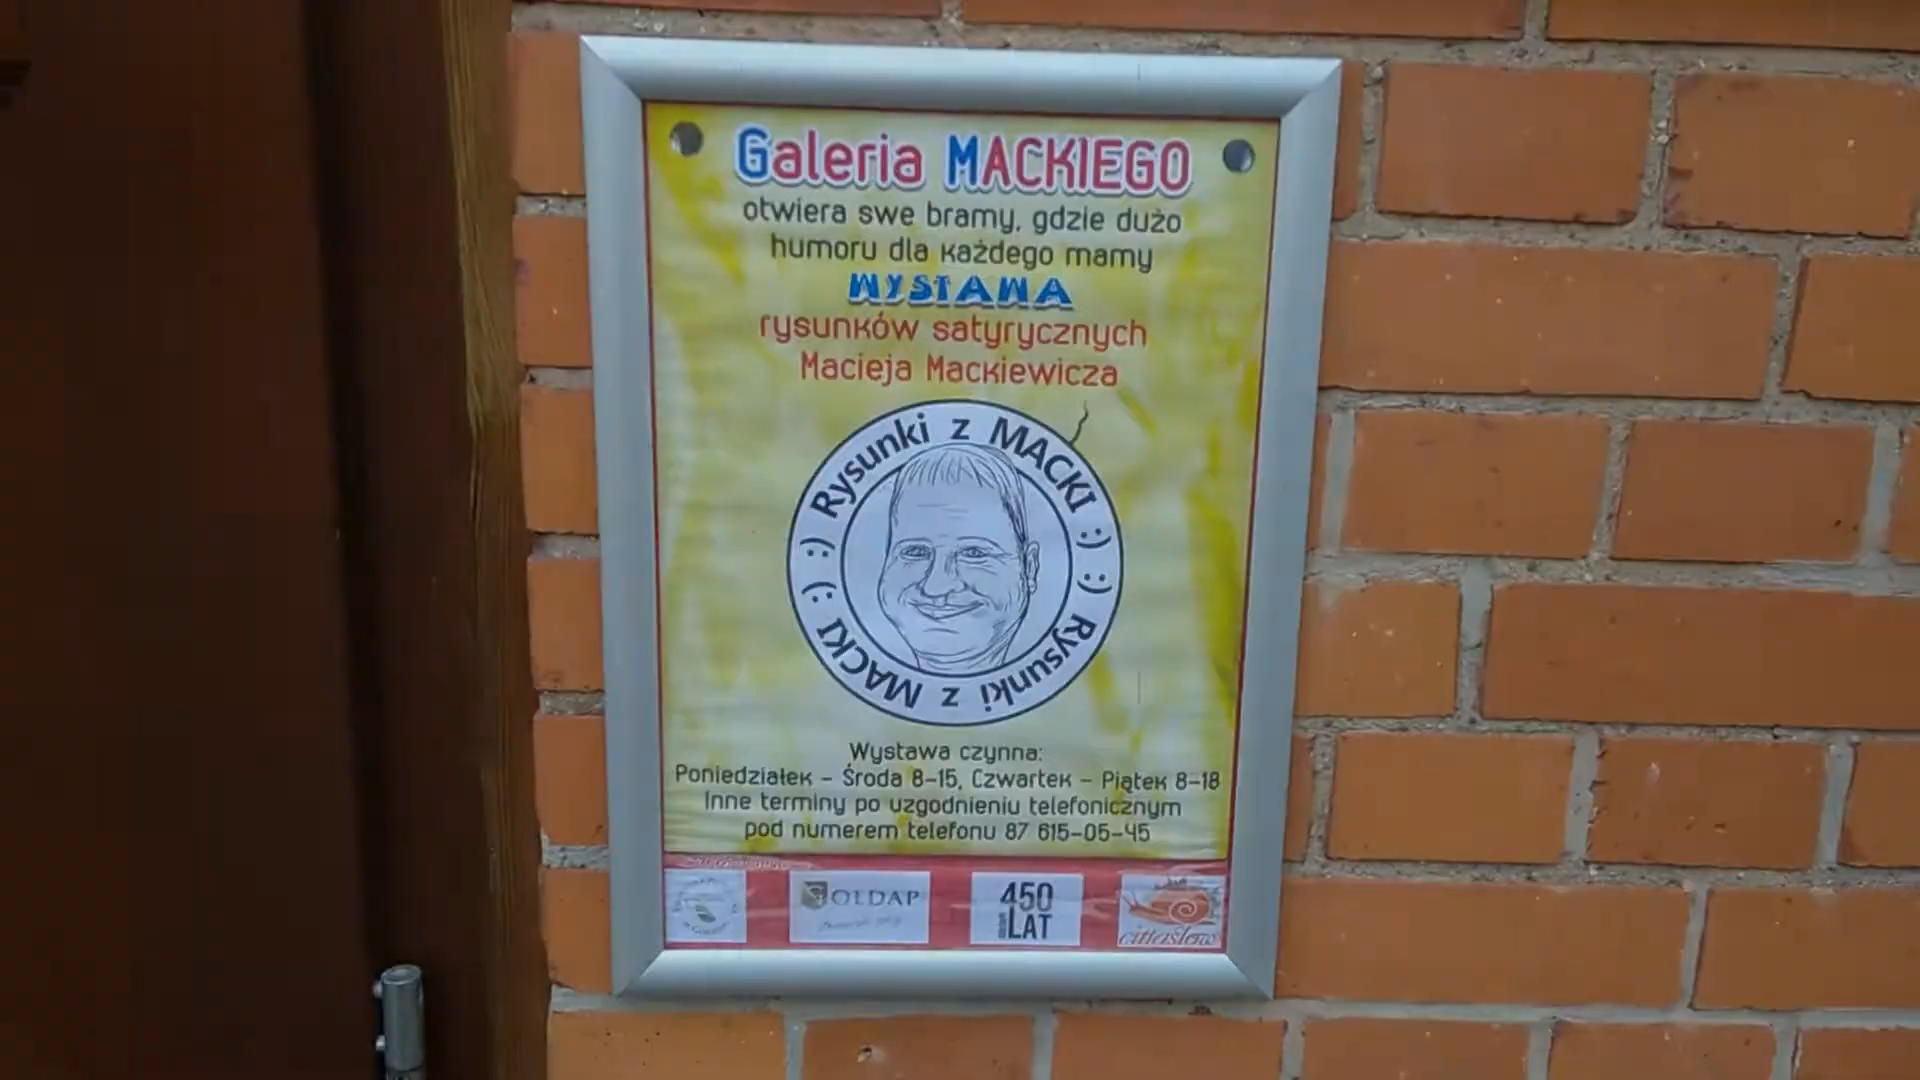 Galeria MACKIEGO
otwiera swe bramy, gdzie dużo
humoru dla każdego mamy
WYSTAWA
rysunków satyrycznych
Macieja Mackiewicza
:) Rysunki z MACKI :)
:) Rysunki z MACKI :)
Wystawa czynna:
Poniedziałek – Środa 8–15, Czwartek – Piątek 8–18
Inne terminy po uzgodnieniu telefonicznym
pod numerem telefonu 87 615–05–45
GOŁDAP
450
LAT
cittaslow